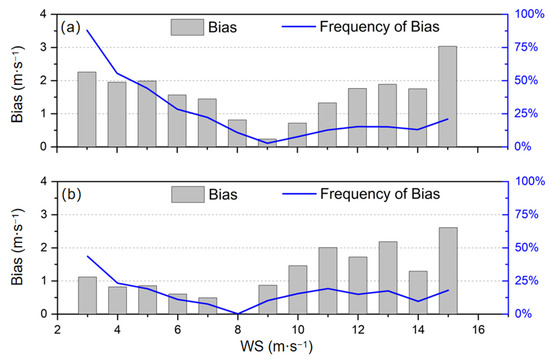 (a) Bias Frequency of Bias
4 100%
3 75%
2 50%
1 25%
0 0%
Bias (m·s⁻¹)
(b) Bias Frequency of Bias
4 100%
3 75%
2 50%
1 25%
0 0%
Bias (m·s⁻¹)
2 4 6 8 10 12 14 16
WS (m·s⁻¹)